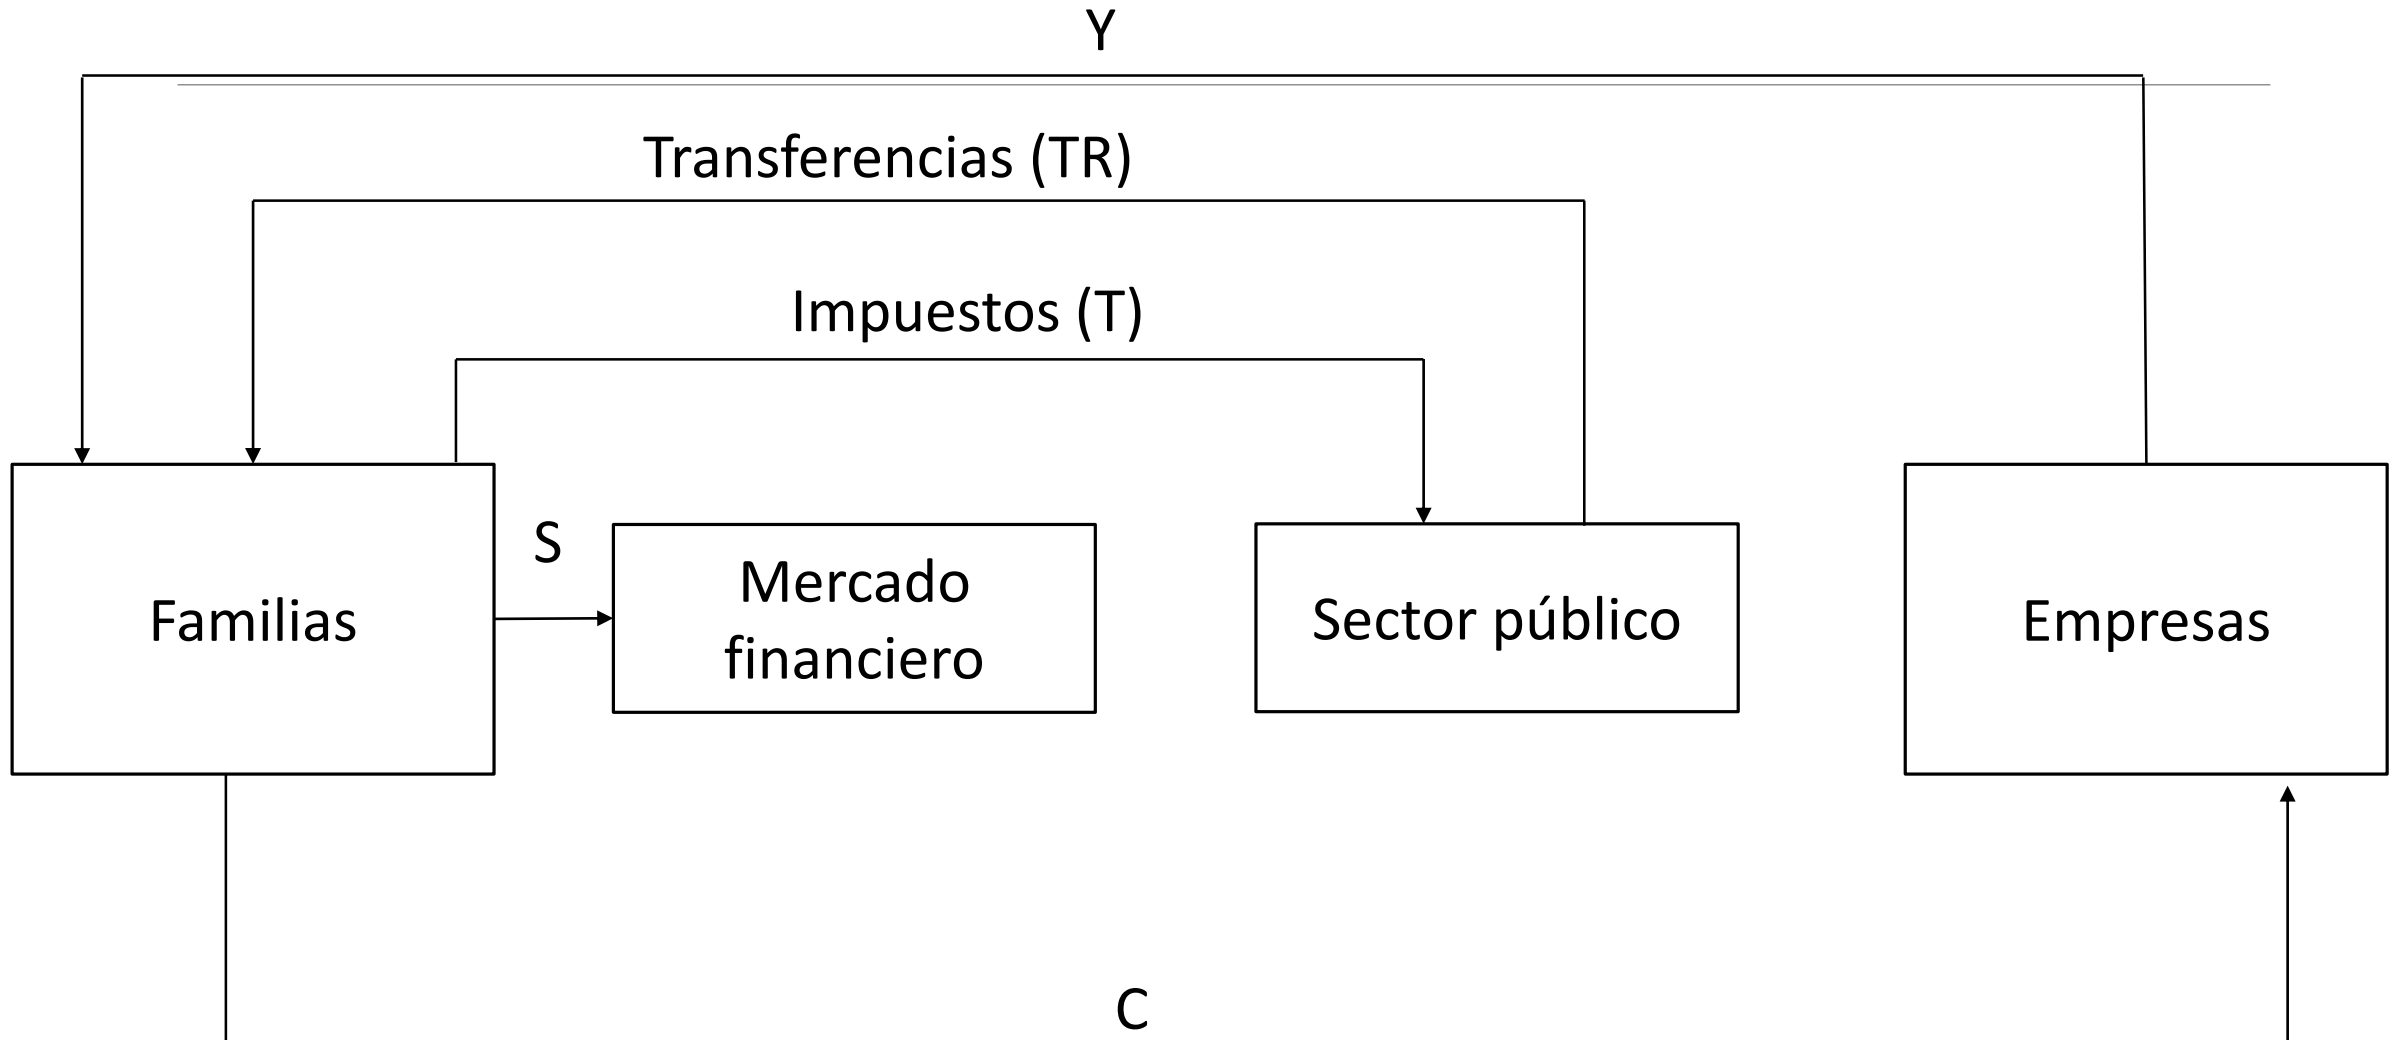 Y
Transferencias (TR)
Impuestos (T)
Familias
S
Mercado
financiero
Sector público
Empresas
C